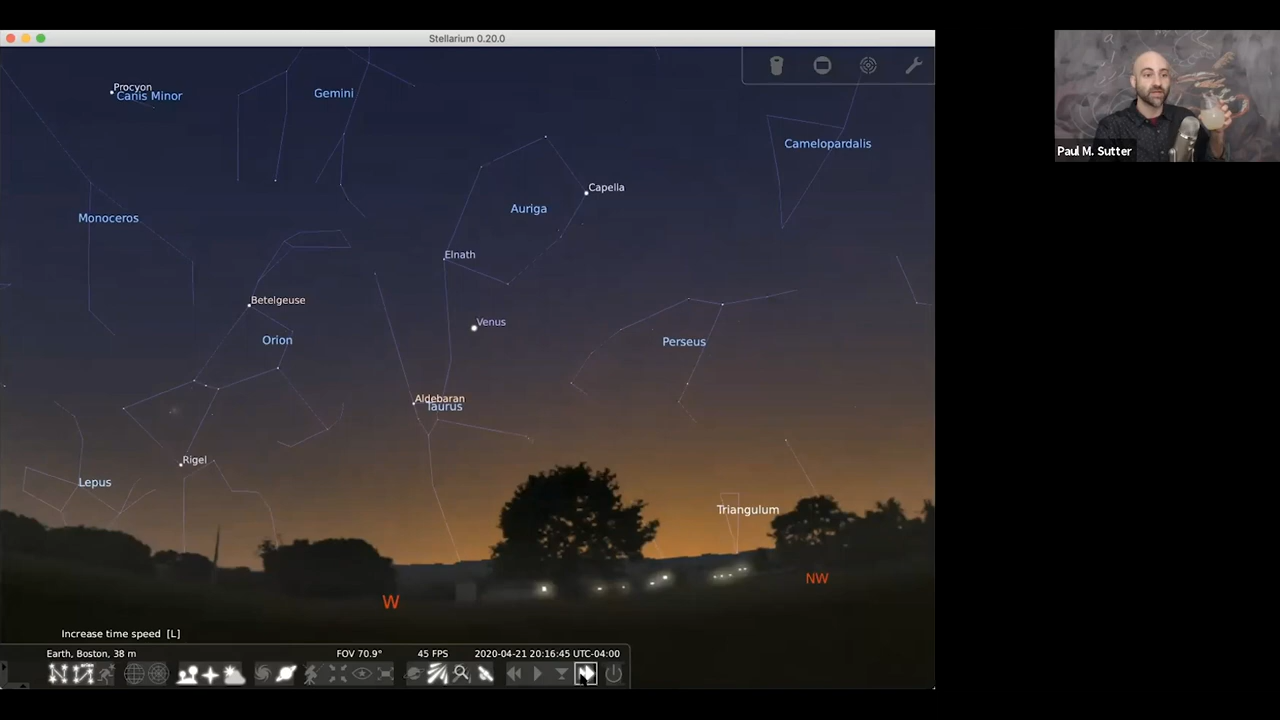 Stellarium 0.20.0
Procyon
Canis Minor
Gemini
Camelopardalis
Paul M. Sutter
Capella
Auriga
Monoceros
Elnath
Betelgeuse
Venus
Orion
Perseus
Aldebaran
Taurus
Rigel
Lepus
Triangulum
NW
W
Increase time speed [L]
Earth, Boston, 38 m FOV 70.9° 45 FPS 2020-04-21 20:16:45 UTC-04:00